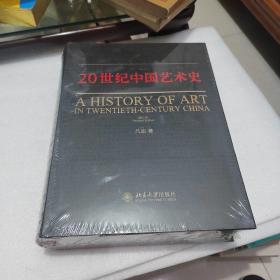 20世纪中国艺术史
A HISTORY OF ART
IN TWENTIETH-CENTURY CHINA
吕澎 著
北京大学出版社